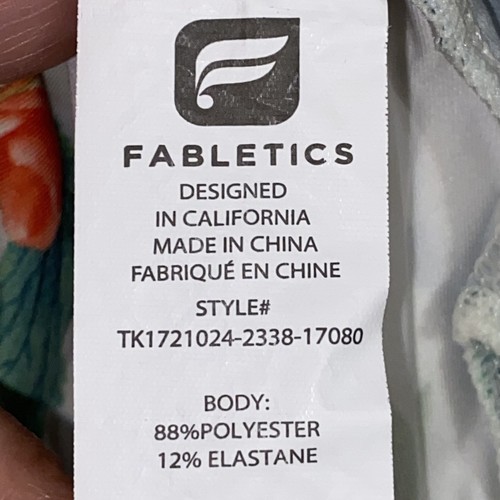 FABLETICS
DESIGNED
IN CALIFORNIA
MADE IN CHINA
FABRIQUÉ EN CHINE
STYLE#
TK1721024-2338-17080
BODY:
88%POLYESTER
12% ELASTANE